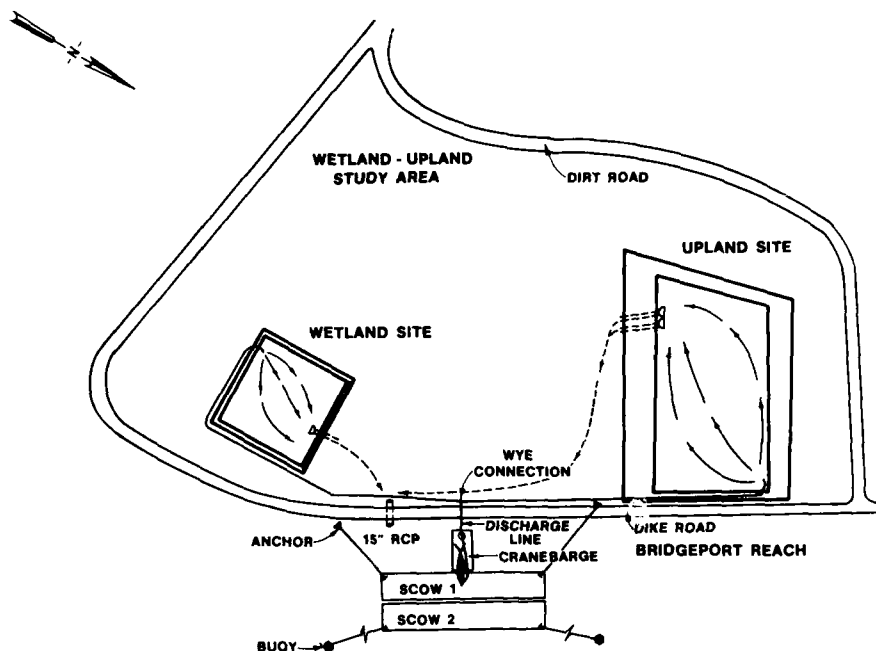 N
WETLAND - UPLAND
STUDY AREA
DIRT ROAD
UPLAND SITE
WETLAND SITE
WYE
CONNECTION
ANCHOR
15" RCP
DISCHARGE
LINE
CRANEBARGE
DIKE ROAD
BRIDGEPORT REACH
SCOW 1
SCOW 2
BUOY